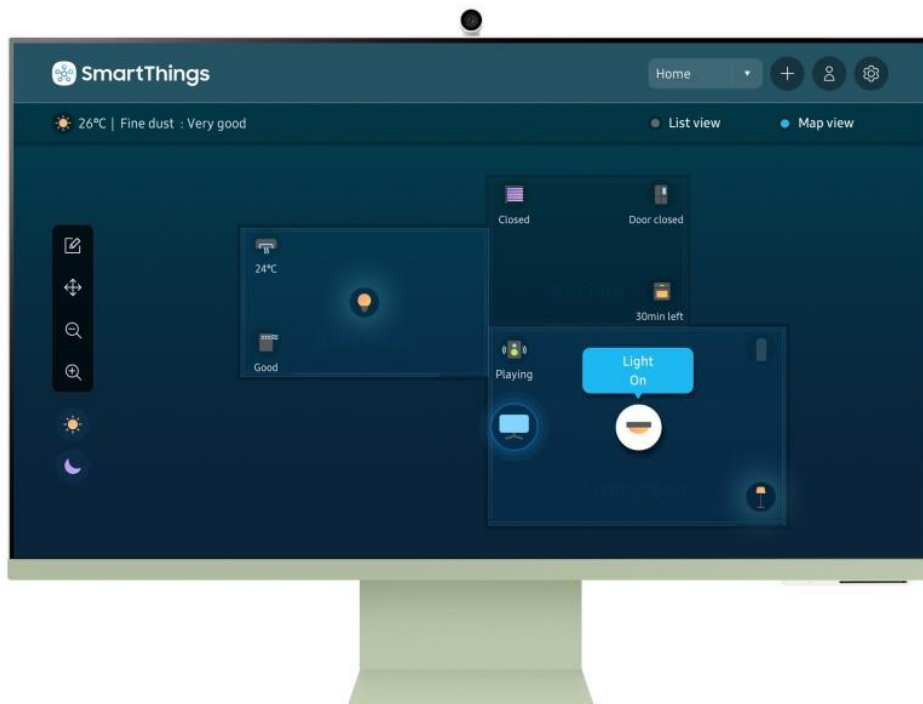 SmartThings
Home
26°C | Fine dust : Very good
List view
Map view
Closed
Door closed
24°C
30min left
Good
Playing
Light
On